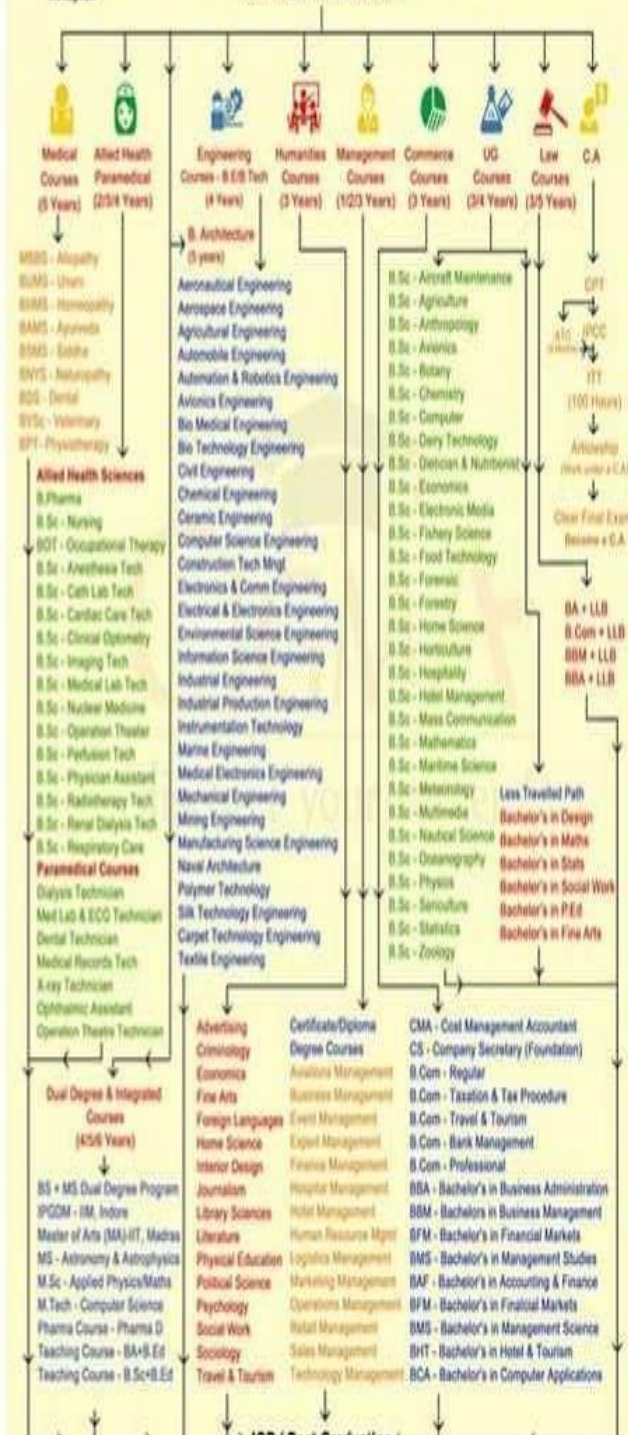 Medical
Courses
(5 Years)
Allied Health
Paramedical
(2/3/4 Years)
Engineering
Courses - B.E/B.Tech
(4 Years)
Humanities
Courses
(3 Years)
Management
Courses
(1/2/3 Years)
Commerce
Courses
(3 Years)
UG
Courses
(3/4 Years)
Law
Courses
(3/5 Years)
C.A
B. Architecture
(5 years)
MBBS - Allopathy
BUMS - Unani
BHMS - Homeopathy
BAMS - Ayurveda
BSMS - Siddha
BNYS - Naturopathy
BDS - Dental
BVSc - Veterinary
BPT - Physiotherapy
Allied Health Sciences
B.Pharma
B.Sc - Nursing
BOT - Occupational Therapy
B.Sc - Anesthesia Tech
B.Sc - Cath Lab Tech
B.Sc - Cardiac Care Tech
B.Sc - Clinical Optometry
B.Sc - Imaging Tech
B.Sc - Medical Lab Tech
B.Sc - Nuclear Medicine
B.Sc - Operation Theater
B.Sc - Perfusion Tech
B.Sc - Physician Assistant
B.Sc - Radiotherapy Tech
B.Sc - Renal Dialysis Tech
B.Sc - Respiratory Care
Paramedical Courses
Dialysis Technician
Med Lab & ECG Technician
Dental Technician
Medical Records Tech
X-ray Technician
Ophthalmic Assistant
Operation Theatre Technician
Aeronautical Engineering
Aerospace Engineering
Agricultural Engineering
Automobile Engineering
Automation & Robotics Engineering
Avionics Engineering
Bio Medical Engineering
Bio Technology Engineering
Civil Engineering
Chemical Engineering
Ceramic Engineering
Computer Science Engineering
Construction Tech Mngt
Electronics & Comm Engineering
Electrical & Electronics Engineering
Environmental Science Engineering
Information Science Engineering
Industrial Engineering
Industrial Production Engineering
Instrumentation Technology
Marine Engineering
Medical Electronics Engineering
Mechanical Engineering
Mining Engineering
Manufacturing Science Engineering
Naval Architecture
Polymer Technology
Silk Technology Engineering
Carpet Technology Engineering
Textile Engineering
B.Sc - Aircraft Maintenance
B.Sc - Agriculture
B.Sc - Anthropology
B.Sc - Avionics
B.Sc - Botany
B.Sc - Chemistry
B.Sc - Computer
B.Sc - Dairy Technology
B.Sc - Dietician & Nutritionist
B.Sc - Economics
B.Sc - Electronic Media
B.Sc - Fishery Science
B.Sc - Food Technology
B.Sc - Forensic
B.Sc - Forestry
B.Sc - Home Science
B.Sc - Horticulture
B.Sc - Hospitality
B.Sc - Hotel Management
B.Sc - Mass Communication
B.Sc - Mathematics
B.Sc - Maritime Science
B.Sc - Meterology
B.Sc - Multimedia
B.Sc - Nautical Science
B.Sc - Oceanography
B.Sc - Physics
B.Sc - Sericulture
B.Sc - Statistics
B.Sc - Zoology
CPT
ATC
IPCC
ITT
(100 Hours)
Articleship
(Work under a C.A)
Clear Final Exam
Become a C.A
BA + LLB
B.Com + LLB
BBM + LLB
BBA + LLB
Less Travelled Path
Bachelor's in Design
Bachelor's in Maths
Bachelor's in Stats
Bachelor's in Social Work
Bachelor's in P.Ed
Bachelor's in Fine Arts
Dual Degree & Integrated
Courses
(4/5/6 Years)
BS + MS Dual Degree Program
IPGDM - IIM, Indore
Master of Arts (MA)-IIT, Madras
MS - Astronomy & Astrophysics
M.Sc - Applied Physics/Maths
M.Tech - Computer Science
Pharma Course - Pharma D
Teaching Course - BA+B.Ed
Teaching Course - B.Sc+B.Ed
Advertising
Criminology
Economics
Fine Arts
Foreign Languages
Home Science
Interior Design
Journalism
Library Sciences
Literature
Physical Education
Political Science
Psychology
Social Work
Sociology
Travel & Tourism
Certificate/Diploma
Degree Courses
Aviations Management
Business Management
Event Management
Export Management
Finance Management
Hospital Management
Hotel Management
Human Resource Mgmt
Logistics Management
Marketing Management
Operations Management
Retail Management
Sales Management
Technology Management
CMA - Cost Management Accountant
CS - Company Secretary (Foundation)
B.Com - Regular
B.Com - Taxation & Tax Procedure
B.Com - Travel & Tourism
B.Com - Bank Management
B.Com - Professional
BBA - Bachelor's in Business Administration
BBM - Bachelors in Business Management
BFM - Bachelor's in Financial Markets
BMS - Bachelor's in Management Studies
BAF - Bachelor's in Accounting & Finance
BFM - Bachelor's in Finalcial Markets
BMS - Bachelor's in Management Science
BHT - Bachelor's in Hotel & Tourism
BCA - Bachelor's in Computer Applications